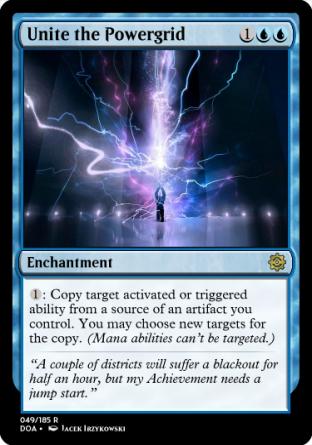 Unite the Powergrid 1
Enchantment
1: Copy target activated or triggered
ability from a source of an artifact you
control. You may choose new targets for
the copy. (Mana abilities can't be targeted.)
“A couple of districts will suffer a blackout for
half an hour, but my Achievement needs a
jump start.”
049/185 R
DOA • Jacek Irzykowski